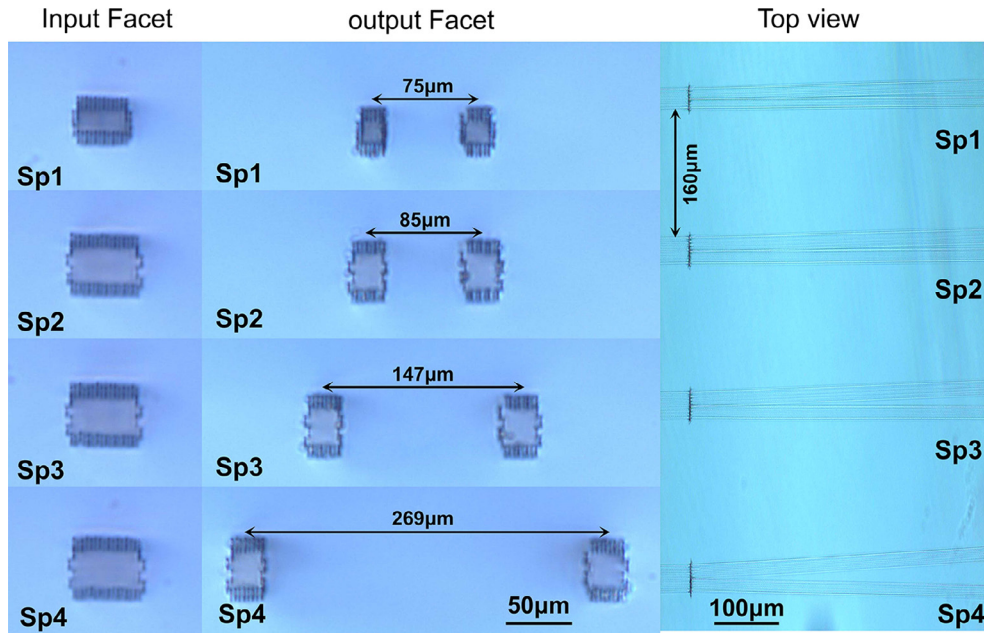 Input Facet
output Facet
Top view
75μm
Sp1
Sp1
Sp1
160μm
85μm
Sp2
Sp2
Sp2
147μm
Sp3
Sp3
Sp3
269μm
Sp4
Sp4
50μm
100μm
Sp4